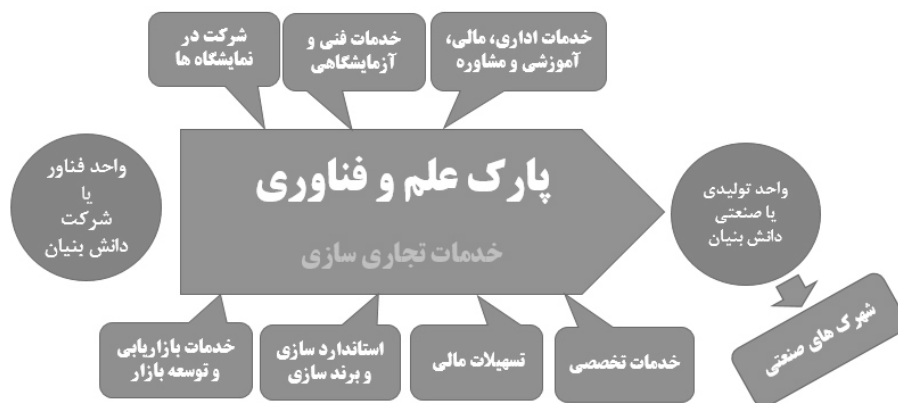 خدمات اداری، مالی،
آموزشی و مشاوره
خدمات فنی و
آزمایشگاهی
شرکت در
نمایشگاه ها
واحد فناور
یا
شرکت
دانش بنیان
پارک علم و فناوری
خدمات تجاری سازی
واحد تولیدی
یا صنعتی
دانش بنیان
شهرک های صنعتی
خدمات بازاریابی
و توسعه بازار
استاندارد سازی
و برند سازی
تسهیلات مالی
خدمات تخصصی